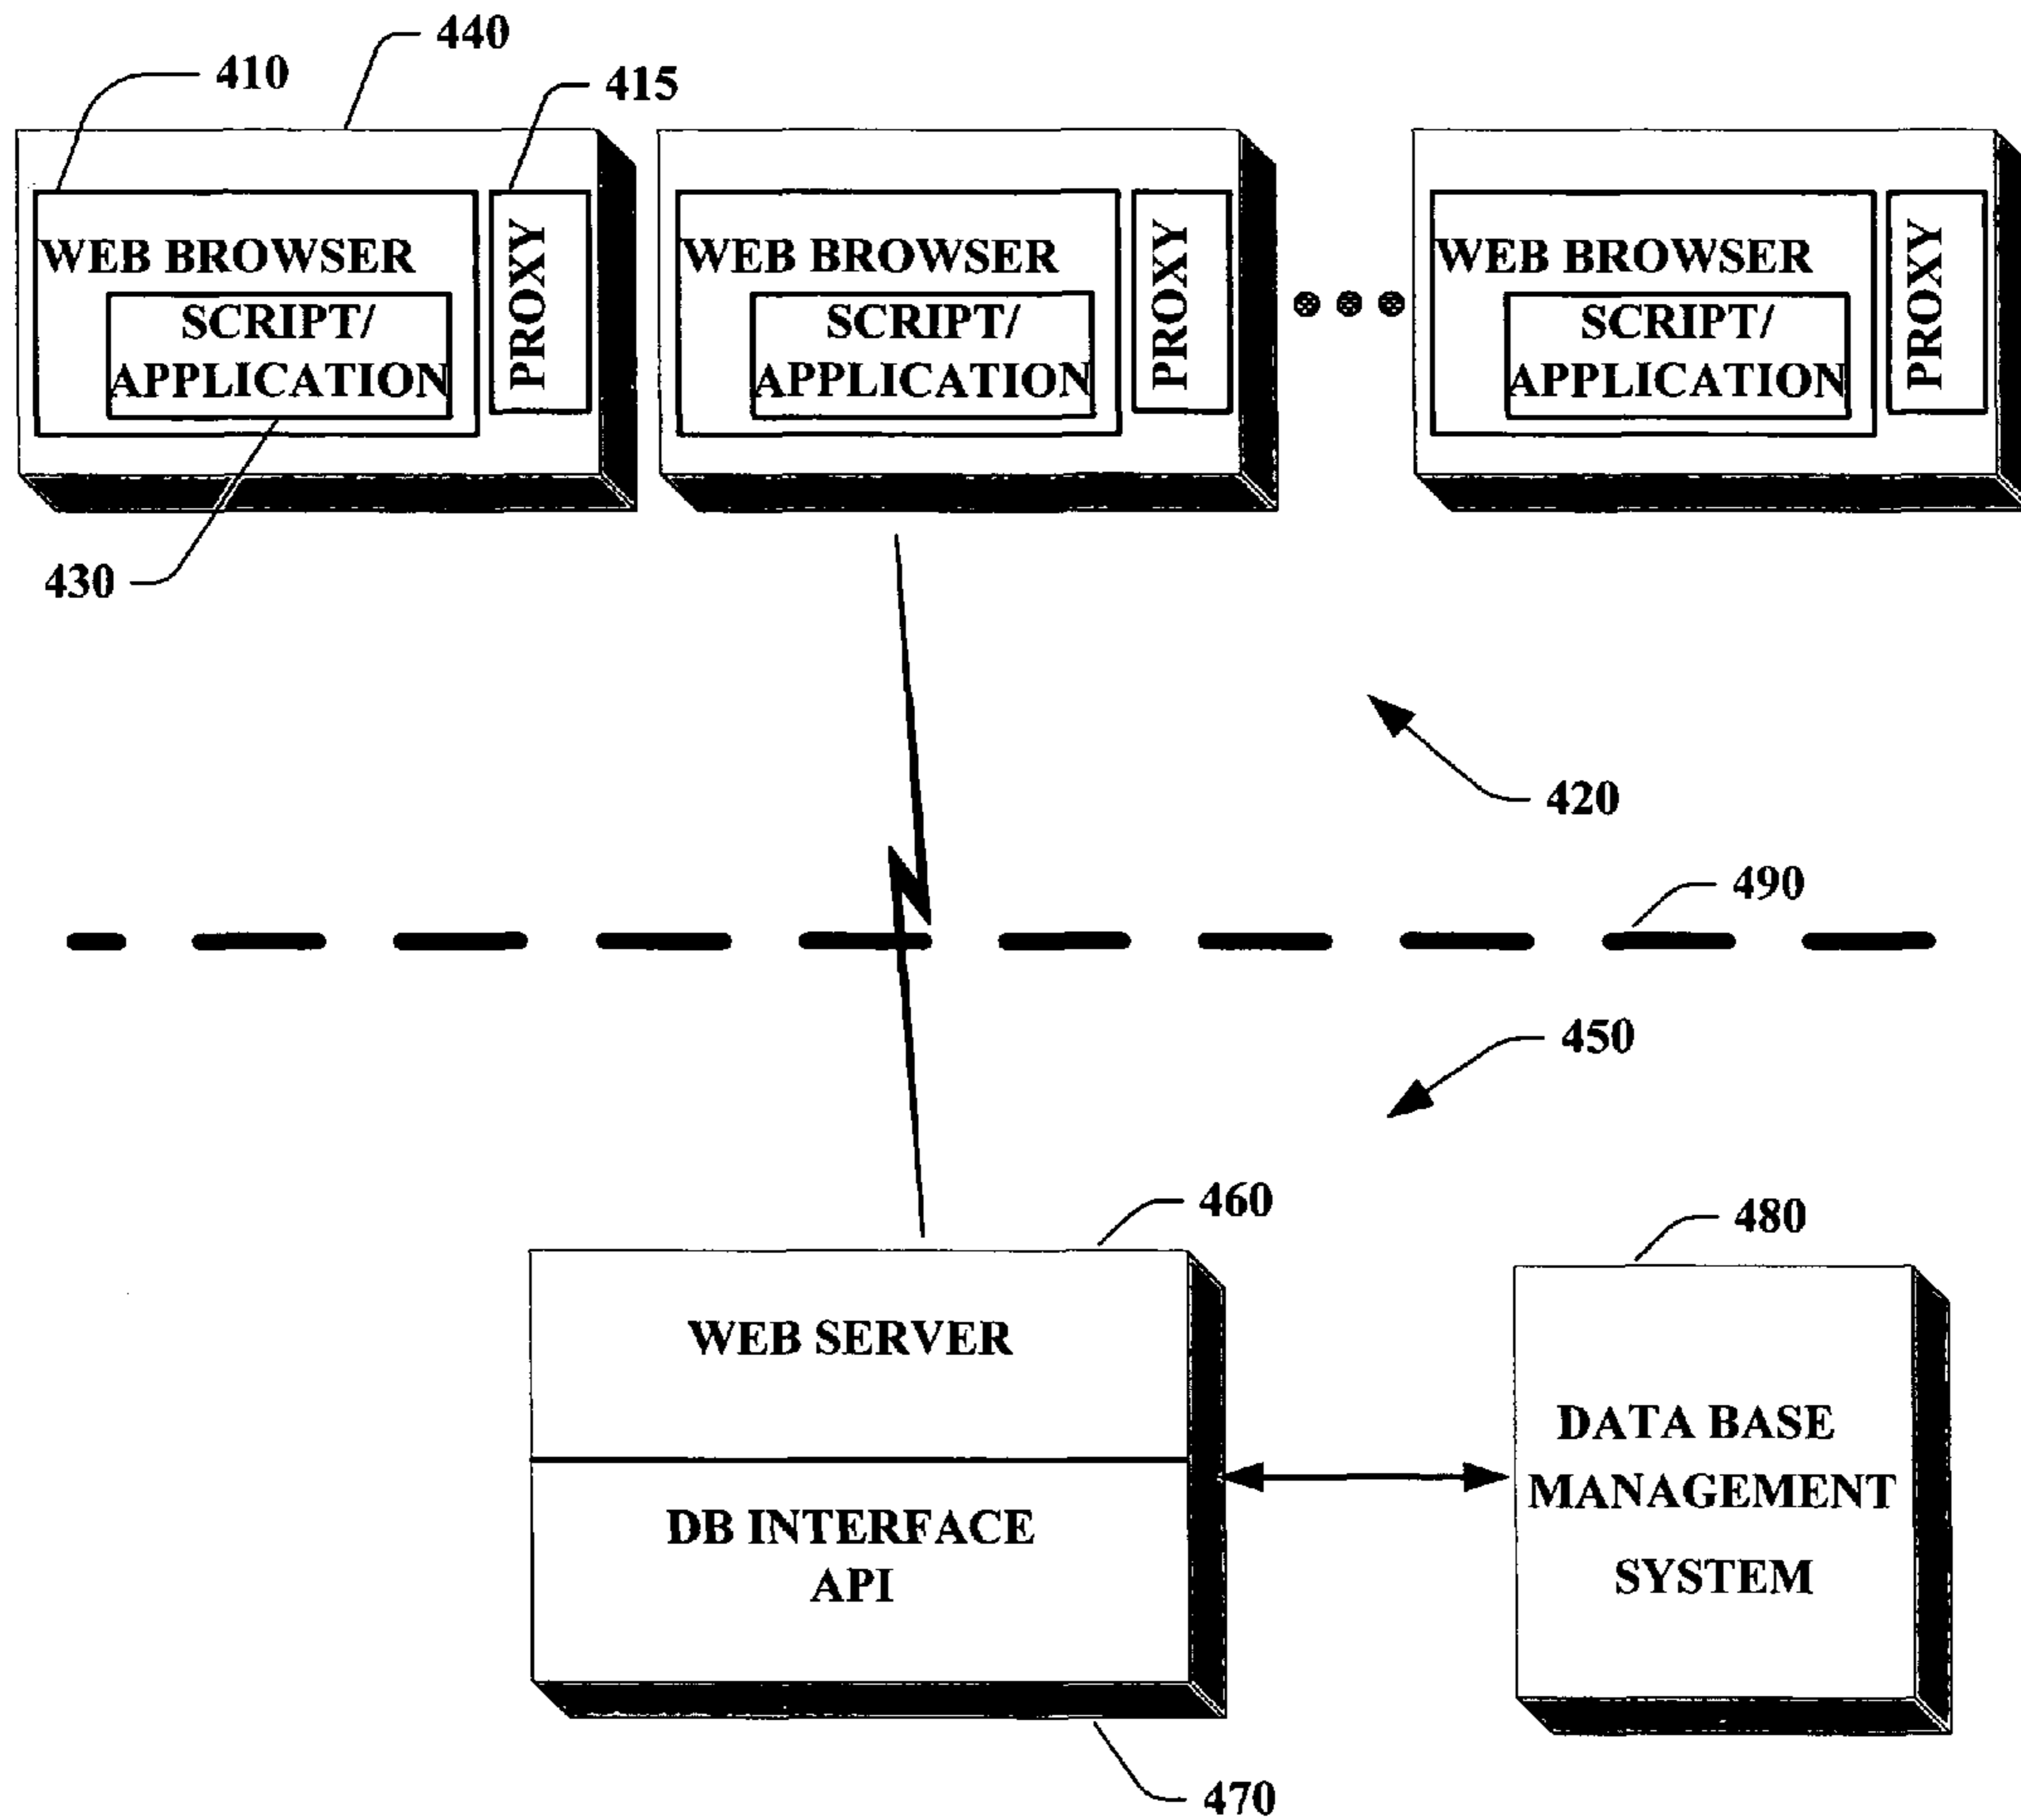 440
410
415
WEB BROWSER
SCRIPT/
APPLICATION
PROXY
WEB BROWSER
SCRIPT/
APPLICATION
PROXY
WEB BROWSER
SCRIPT/
APPLICATION
PROXY
430
420
490
450
460
480
WEB SERVER
DB INTERFACE
API
DATA BASE
MANAGEMENT
SYSTEM
470